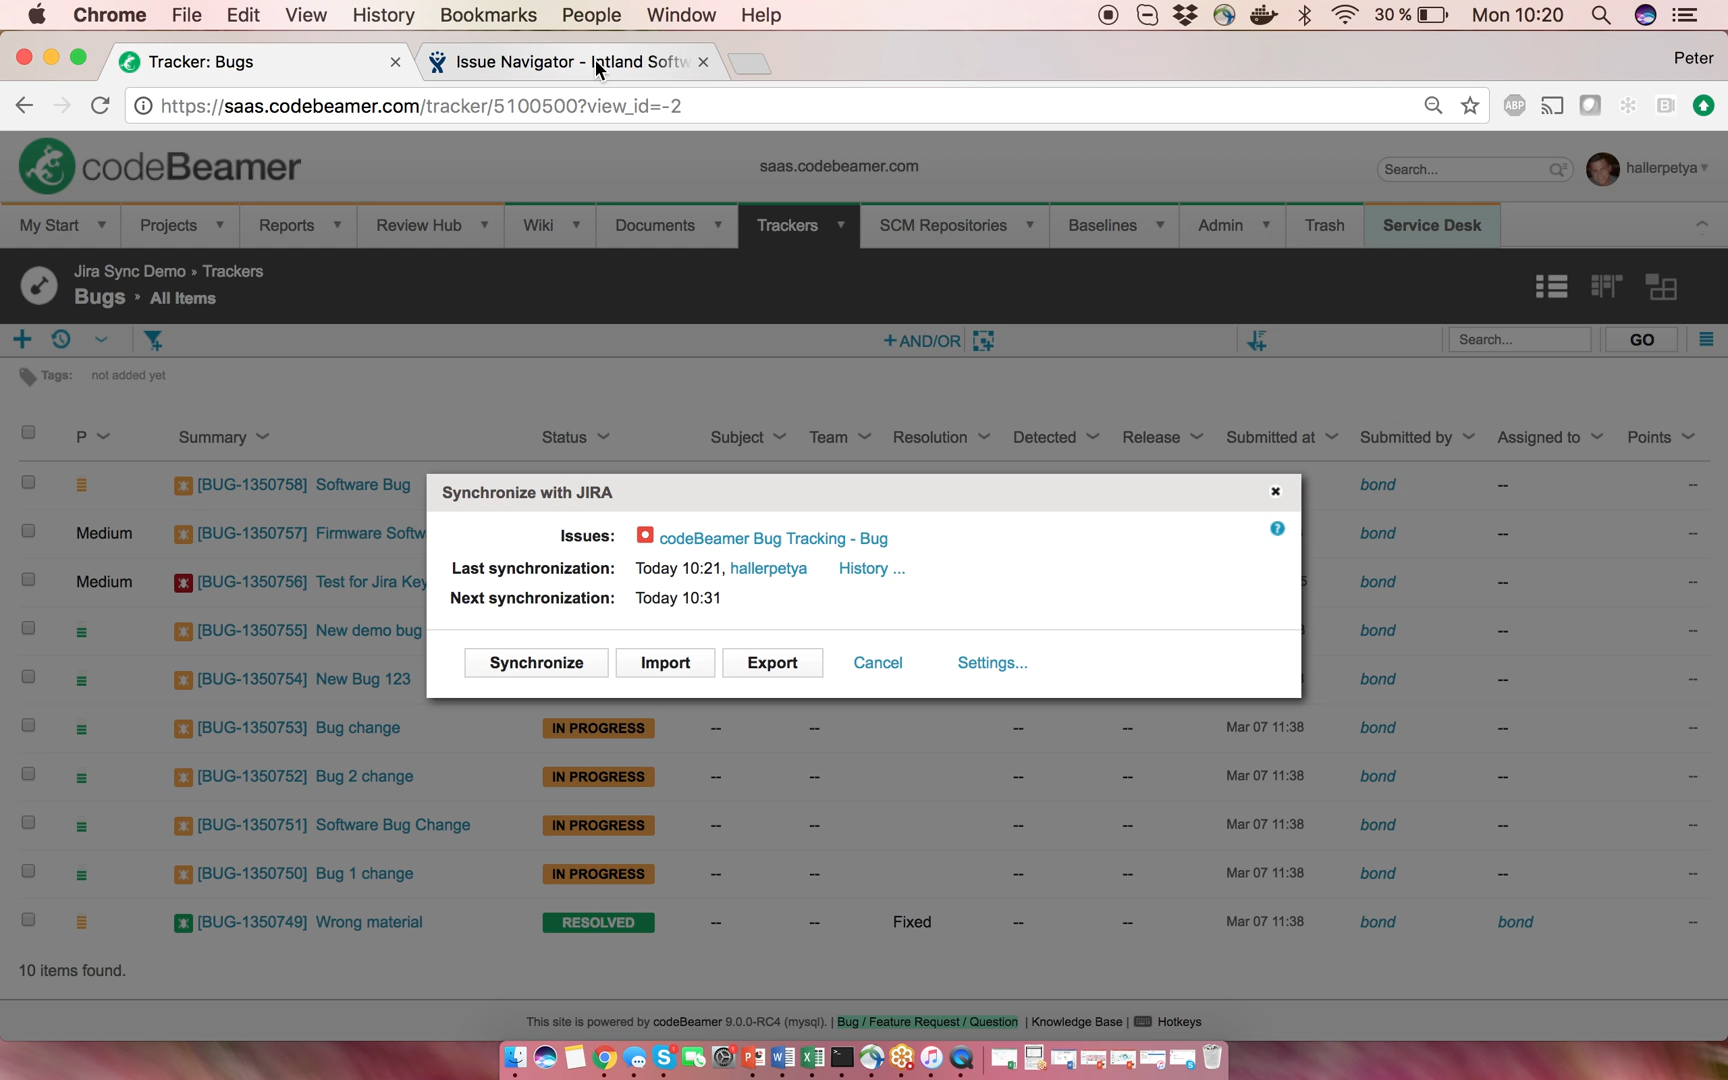 Chrome File Edit View History Bookmarks People Window Help 30 % Mon 10:20
Tracker: Bugs Issue Navigator - Intland Softw Peter
https://saas.codebeamer.com/tracker/5100500?view_id=-2 ABP
codeBeamer saas.codebeamer.com Search... hallerpetya
My Start Projects Reports Review Hub Wiki Documents Trackers SCM Repositories Baselines Admin Trash Service Desk
Jira Sync Demo » Trackers
Bugs » All Items
+AND/OR Search... GO
Tags: not added yet
P Summary Status Subject Team Resolution Detected Release Submitted at Submitted by Assigned to Points
[BUG-1350758] Software Bug bond -- --
Medium [BUG-1350757] Firmware Softw bond -- --
Medium [BUG-1350756] Test for Jira Key 5 bond -- --
[BUG-1350755] New demo bug bond -- --
[BUG-1350754] New Bug 123 bond -- --
Synchronize with JIRA
Issues: codeBeamer Bug Tracking - Bug
Last synchronization: Today 10:21, hallerpetya History ...
Next synchronization: Today 10:31
Synchronize Import Export Cancel Settings...
[BUG-1350753] Bug change IN PROGRESS -- -- -- -- Mar 07 11:38 bond -- --
[BUG-1350752] Bug 2 change IN PROGRESS -- -- -- -- Mar 07 11:38 bond -- --
[BUG-1350751] Software Bug Change IN PROGRESS -- -- -- -- Mar 07 11:38 bond -- --
[BUG-1350750] Bug 1 change IN PROGRESS -- -- -- -- Mar 07 11:38 bond -- --
[BUG-1350749] Wrong material RESOLVED -- -- Fixed -- -- Mar 07 11:38 bond bond --
10 items found.
This site is powered by codeBeamer 9.0.0-RC4 (mysql). | Bug / Feature Request / Question | Knowledge Base | Hotkeys